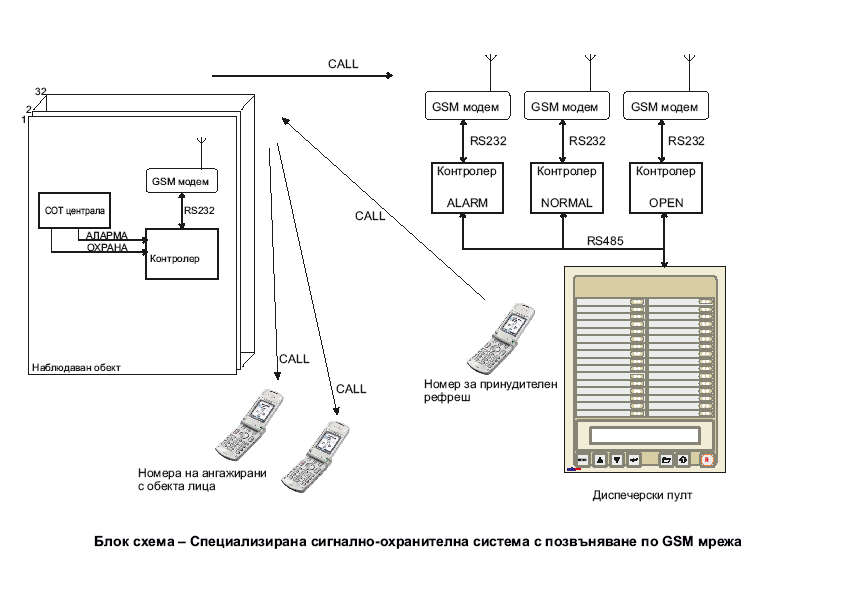 CALL
GSM модем
GSM модем
GSM модем
RS232
RS232
RS232
Контролер
ALARM
Контролер
NORMAL
Контролер
OPEN
RS485
32
2
1
GSM модем
RS232
СОТ централа
АЛАРМА
ОХРАНА
Контролер
Наблюдаван обект
CALL
CALL
CALL
Номер за принудителен
рефреш
Номера на ангажирани
с обекта лица
R
Диспечерски пулт
Блок схема – Специализирана сигнално-охранителна система с позвъняване по GSM мрежа